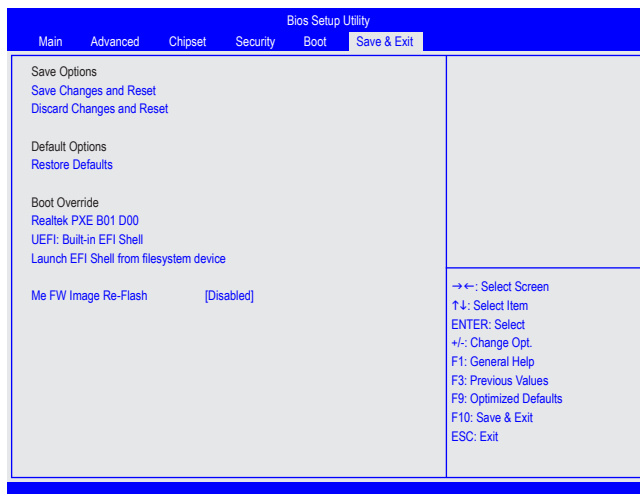 Bios Setup Utility
Main Advanced Chipset Security Boot Save & Exit
Save Options
Save Changes and Reset
Discard Changes and Reset
Default Options
Restore Defaults
Boot Override
Realtek PXE B01 D00
UEFI: Built-in EFI Shell
Launch EFI Shell from filesystem device
Me FW Image Re-Flash [Disabled]
→←: Select Screen
↑↓: Select Item
ENTER: Select
+/-: Change Opt.
F1: General Help
F3: Previous Values
F9: Optimized Defaults
F10: Save & Exit
ESC: Exit